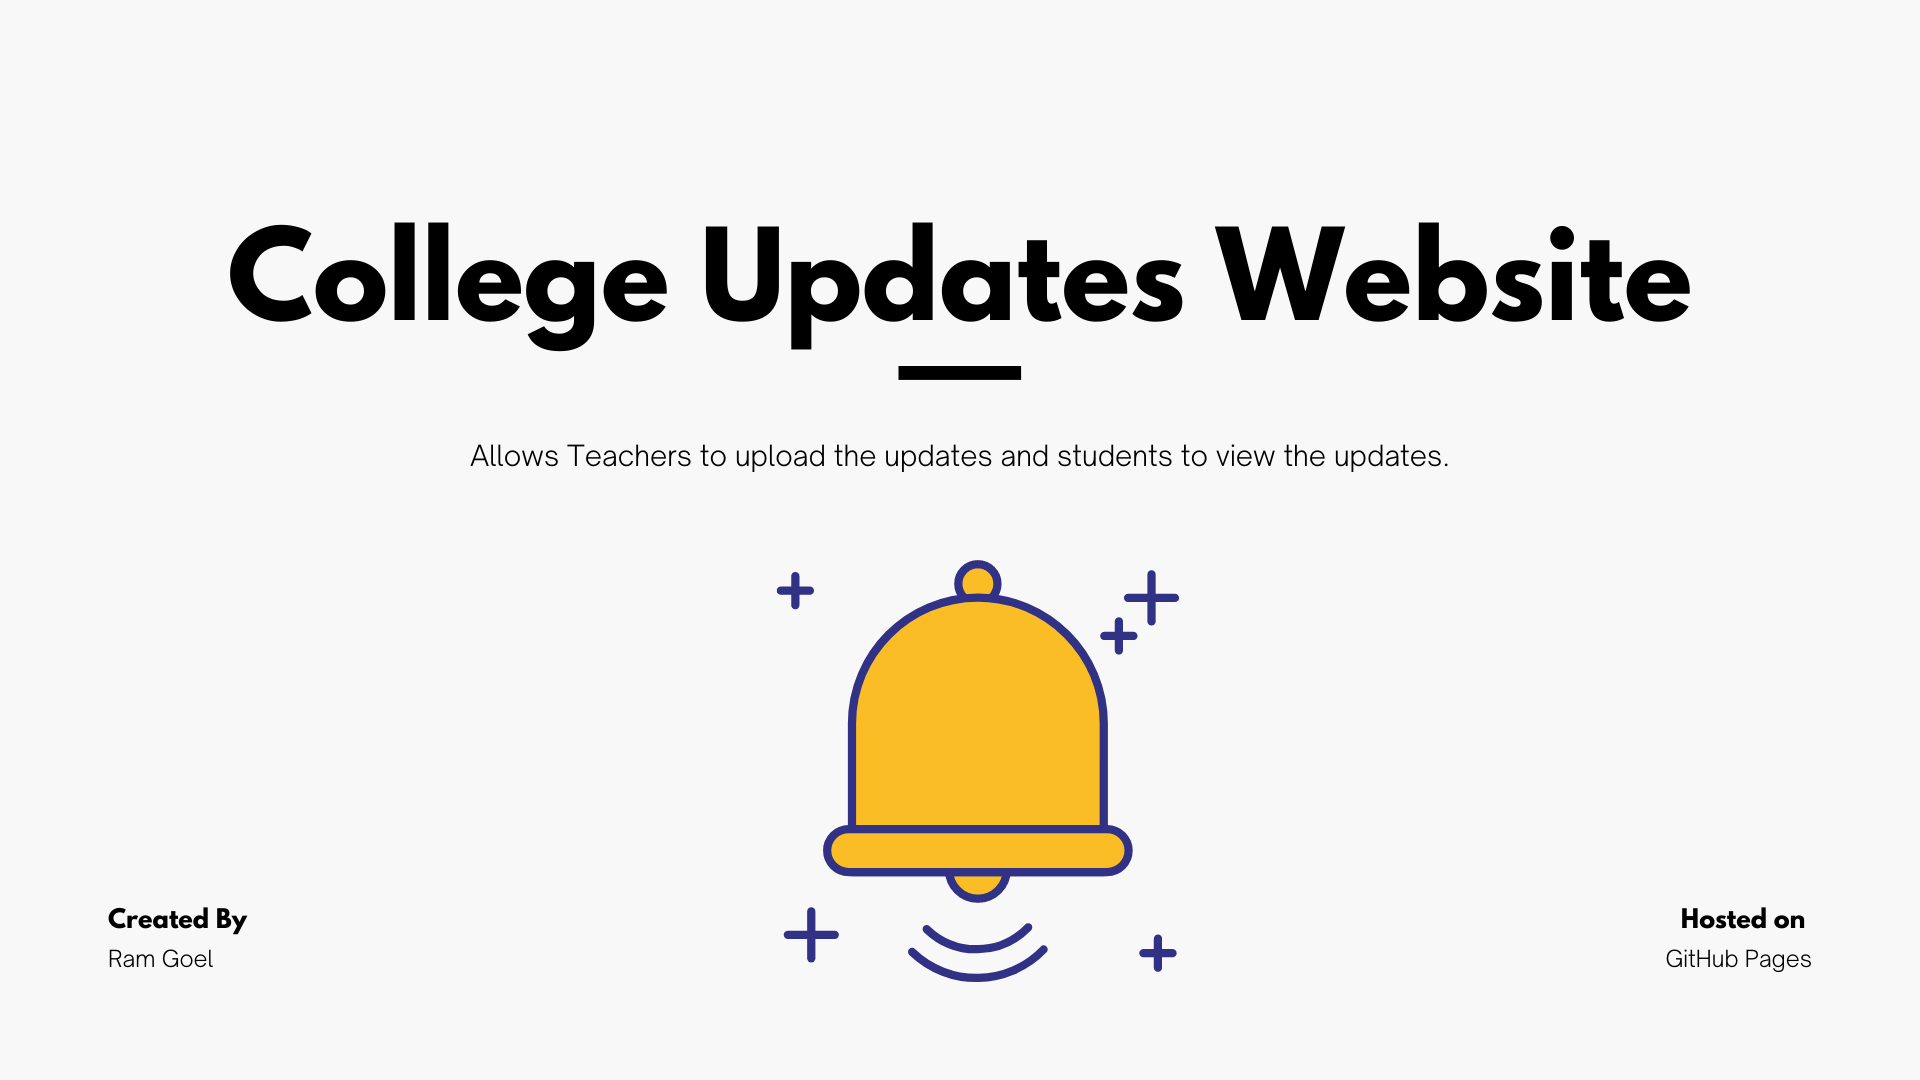 College Updates Website
Allows Teachers to upload the updates and students to view the updates.
Created By
Ram Goel
Hosted on
GitHub Pages